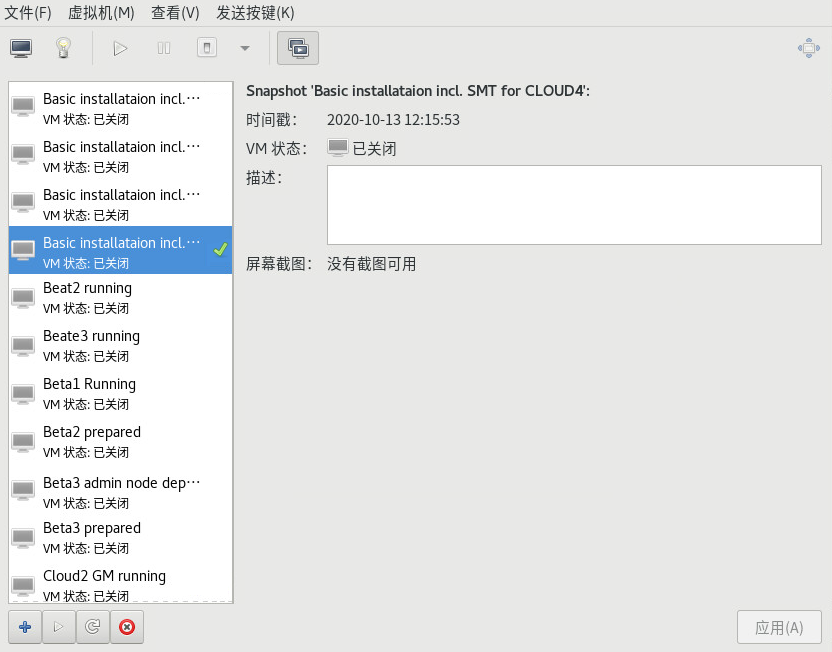 文件(F) 虚拟机(M) 查看(V) 发送按键(K)
Basic installataion incl.⋯
VM 状态: 已关闭
Basic installataion incl.⋯
VM 状态: 已关闭
Basic installataion incl.⋯
VM 状态: 已关闭
Basic installataion incl.⋯
VM 状态: 已关闭
Beat2 running
VM 状态: 已关闭
Beate3 running
VM 状态: 已关闭
Beta1 Running
VM 状态: 已关闭
Beta2 prepared
VM 状态: 已关闭
Beta3 admin node dep⋯
VM 状态: 已关闭
Beta3 prepared
VM 状态: 已关闭
Cloud2 GM running
VM 状态: 已关闭
Snapshot 'Basic installataion incl. SMT for CLOUD4':
时间戳: 2020-10-13 12:15:53
VM 状态: 已关闭
描述:
屏幕截图: 没有截图可用
应用(A)